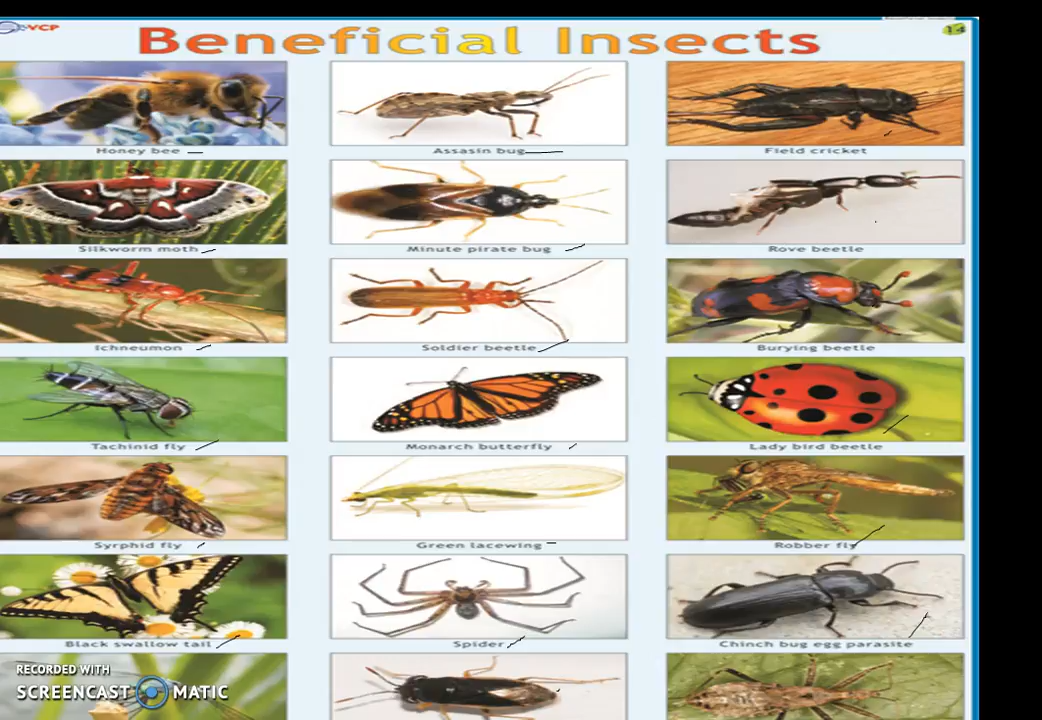 VCP
14
Beneficial Insects
Honey bee
Assasin bug
Field cricket
Silkworm moth
Minute pirate bug
Rove beetle
Ichneumon
Soldier beetle
Burying beetle
Tachinid fly
Monarch butterfly
Lady bird beetle
Syrphid fly
Green lacewing
Robber fly
Black swallow tail
Spider
Chinch bug egg parasite
RECORDED WITH
SCREENCAST MATIC